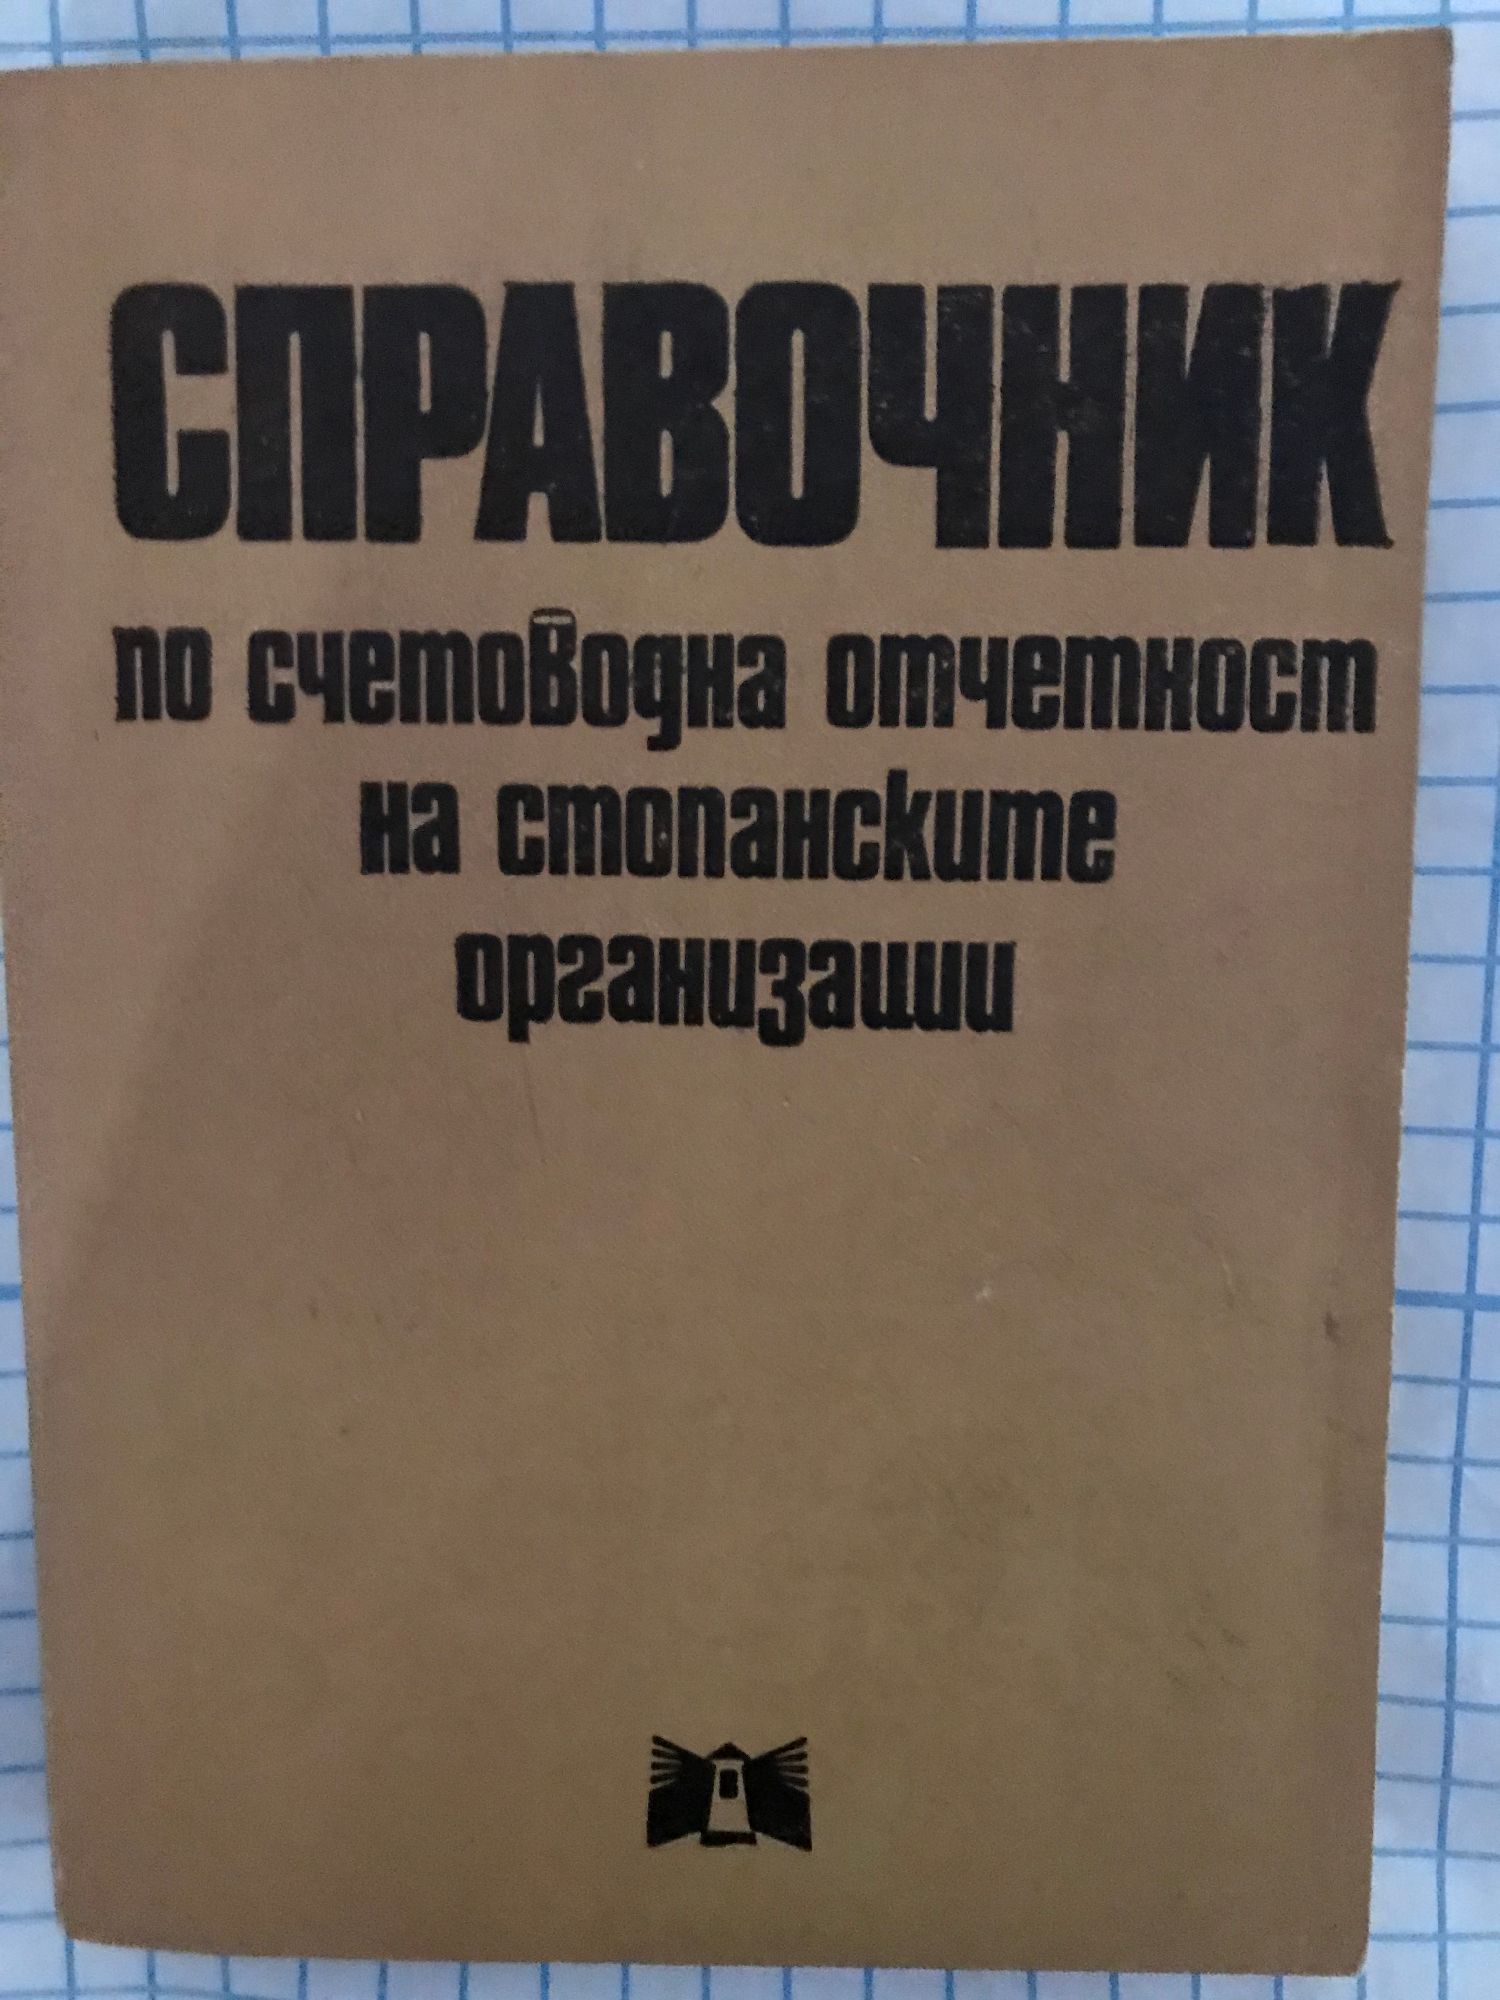 СПРАВОЧНИК
по счетоводна отчетност
на стопанските
организации